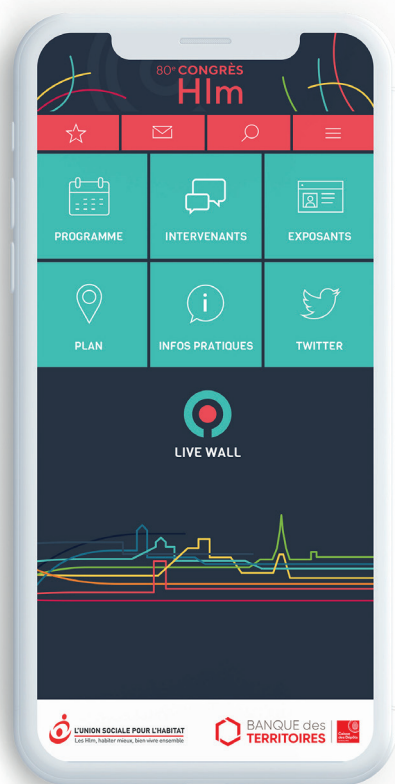 80e CONGRÈS
Hlm
PROGRAMME
INTERVENANTS
EXPOSANTS
PLAN
INFOS PRATIQUES
TWITTER
LIVE WALL
L'UNION SOCIALE POUR L'HABITAT
Les Hlm, habiter mieux, bien vivre ensemble
BANQUE des
TERRITOIRES